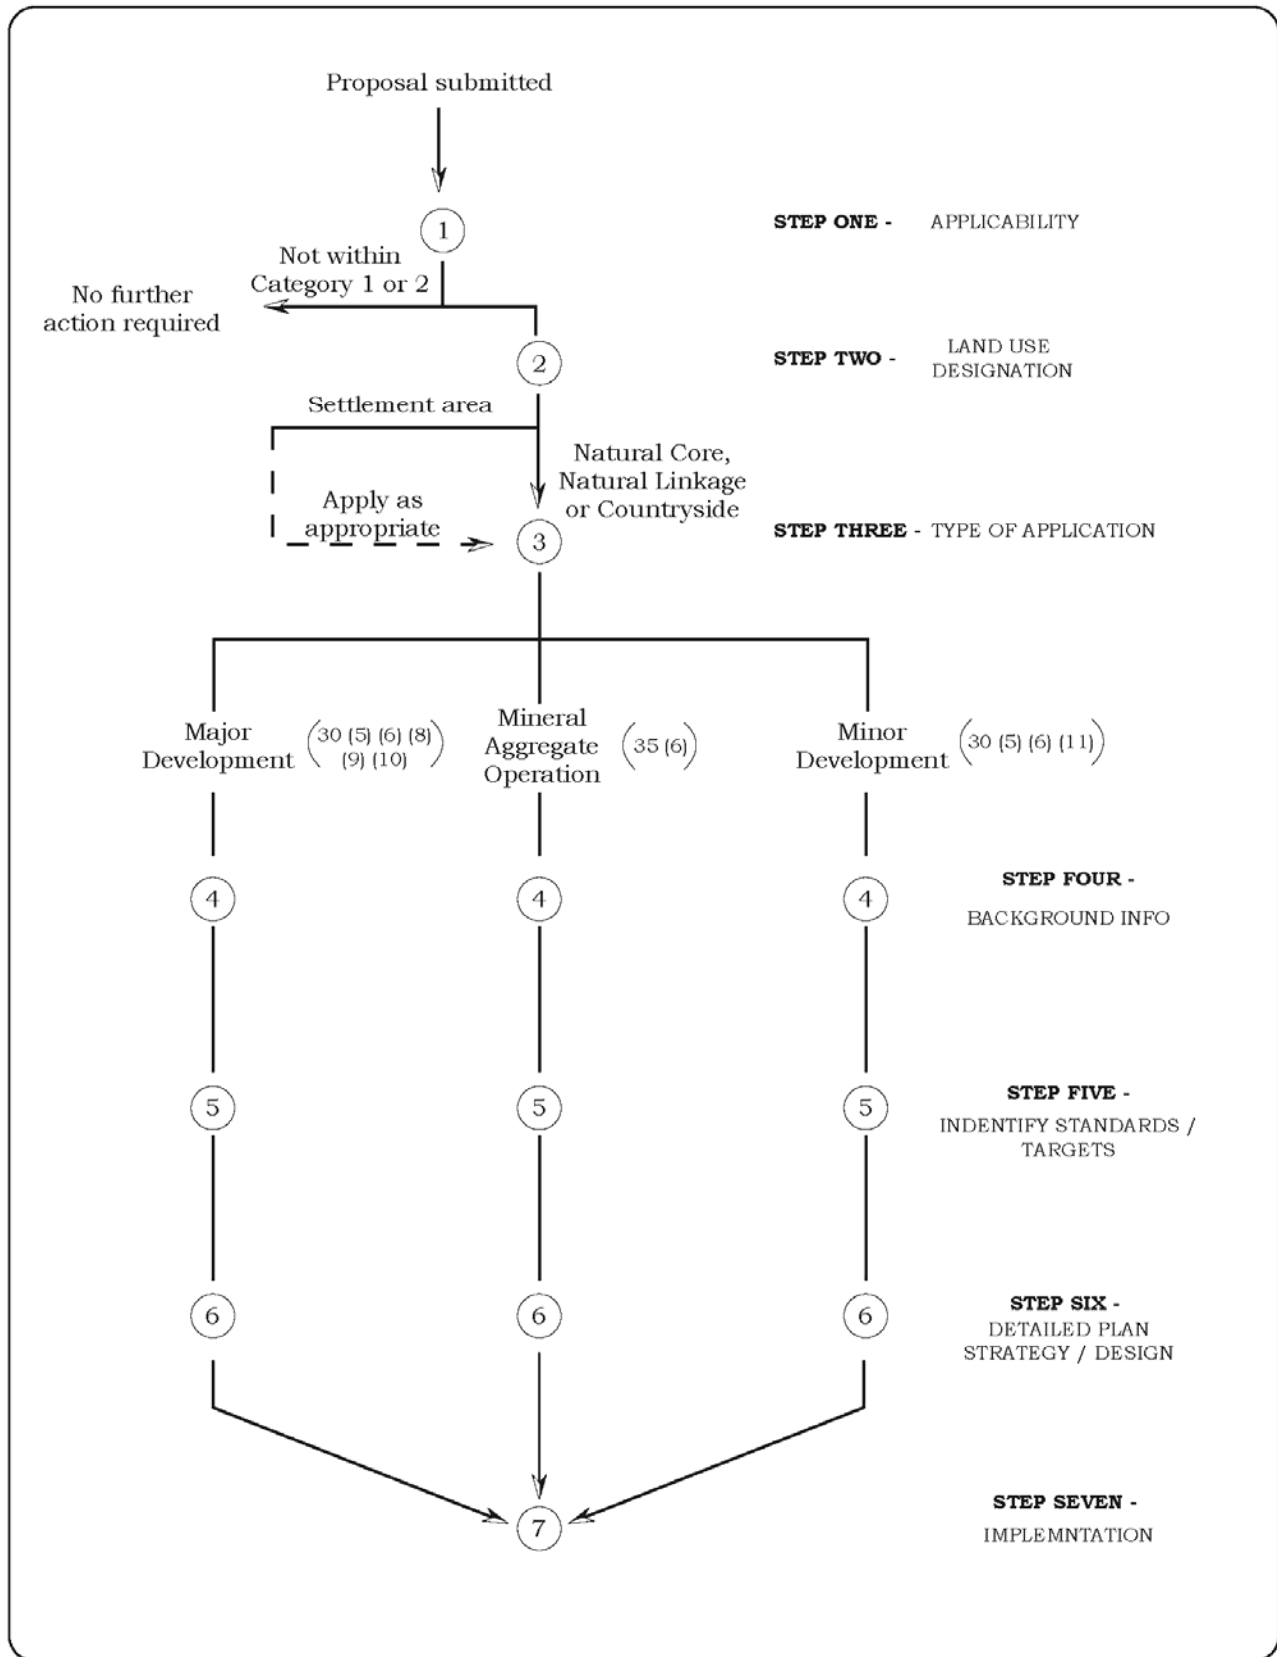 Proposal submitted
1
STEP ONE - APPLICABILITY
Not within
Category 1 or 2
No further
action required
2
STEP TWO - LAND USE
DESIGNATION
Settlement area
Natural Core,
Natural Linkage
or Countryside
Apply as
appropriate
3
STEP THREE - TYPE OF APPLICATION
Major
Development
(30 (5) (6) (8)
(9) (10))
Mineral
Aggregate
Operation
(35 (6))
Minor
Development
(30 (5) (6) (11))
4
4
4
STEP FOUR -
BACKGROUND INFO
5
5
5
STEP FIVE -
INDENTIFY STANDARDS /
TARGETS
6
6
6
STEP SIX -
DETAILED PLAN
STRATEGY / DESIGN
7
STEP SEVEN -
IMPLEMNTATION